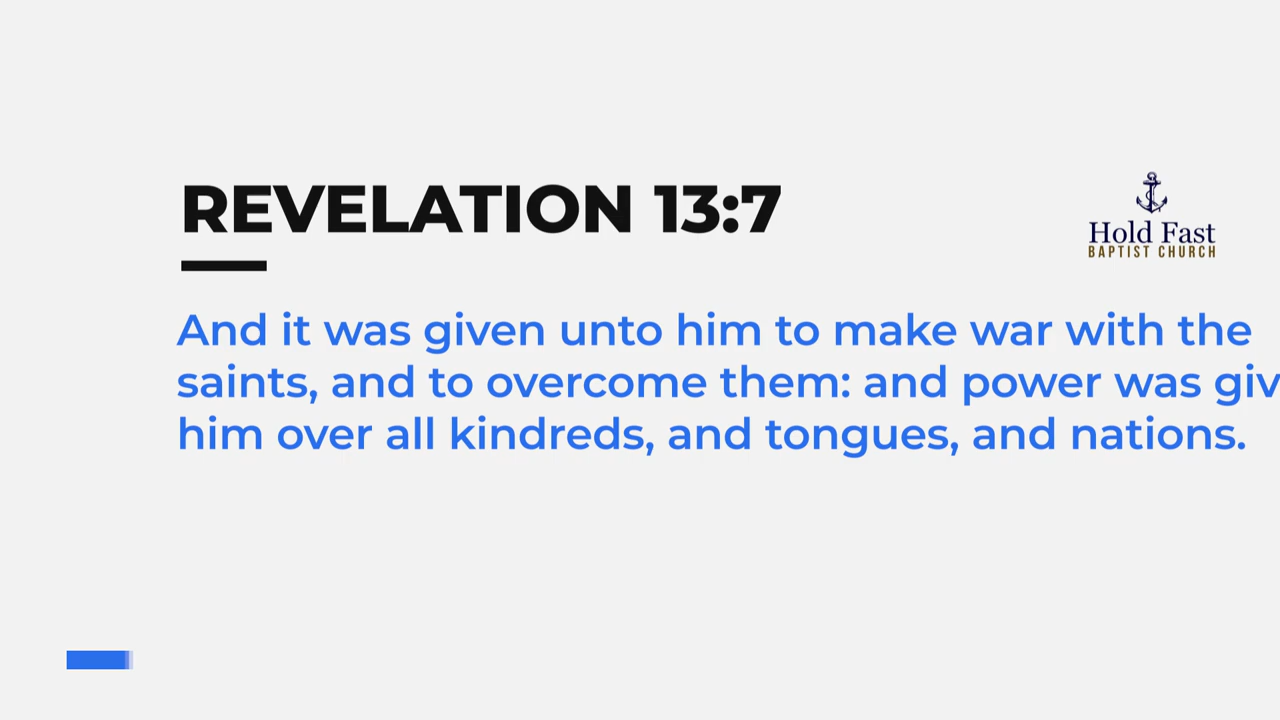 REVELATION 13:7
Hold Fast
BAPTIST CHURCH
And it was given unto him to make war with the
saints, and to overcome them: and power was giv
him over all kindreds, and tongues, and nations.